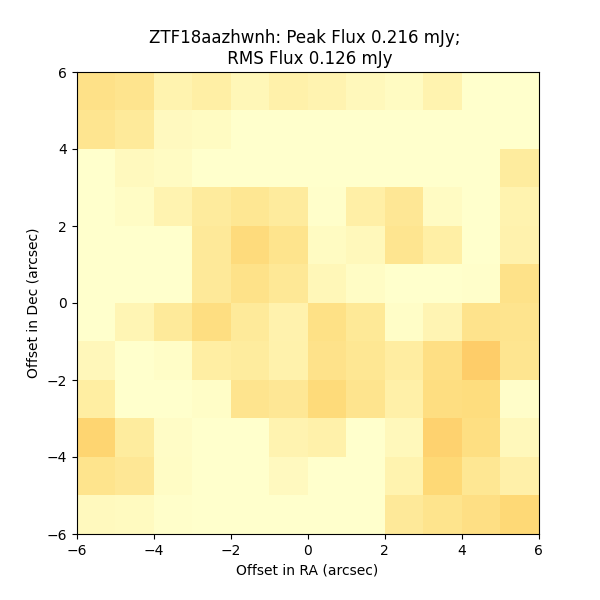 ZTF18aazhwnh: Peak Flux 0.216 mJy;
RMS Flux 0.126 mJy
6
4
2
0
−2
−4
−6
Offset in Dec (arcsec)
−6 −4 −2 0 2 4 6
Offset in RA (arcsec)